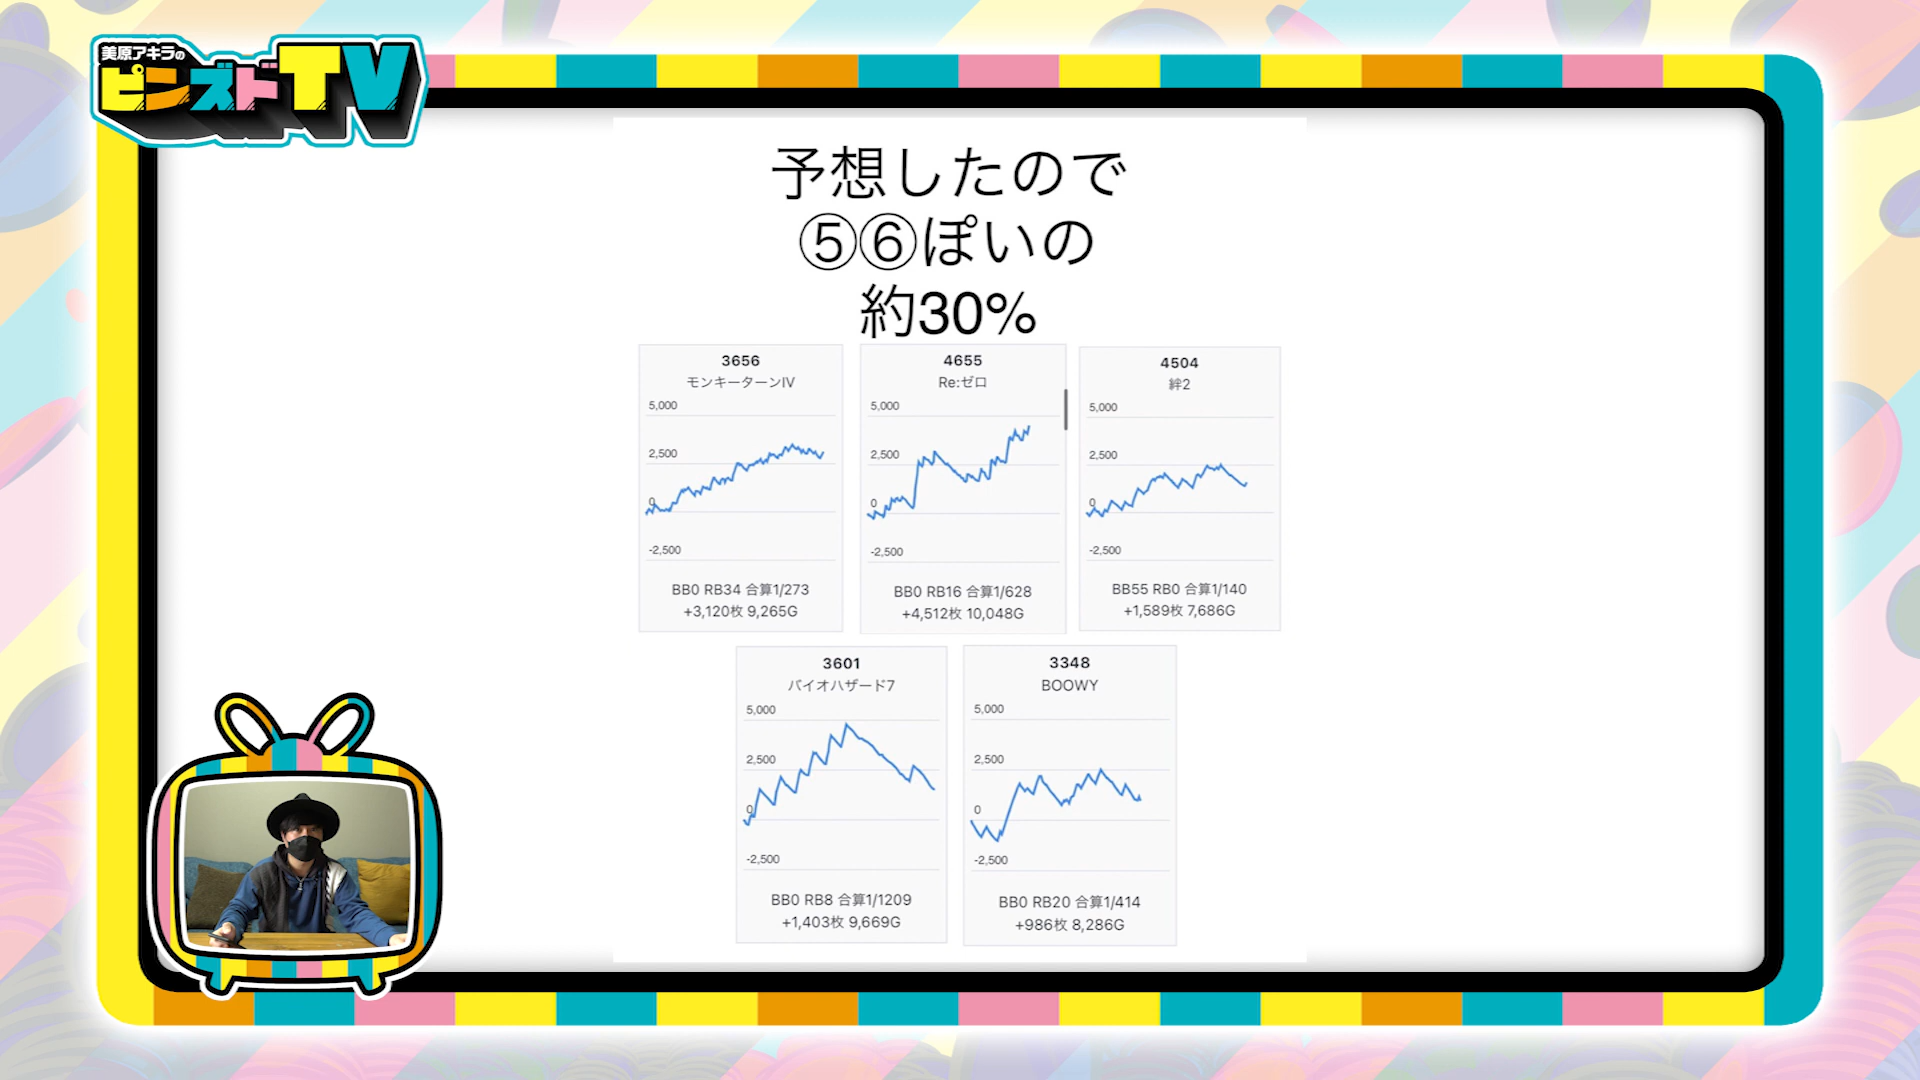 美原アキラの
ピンズドTV
予想したので
⑤⑥ぽいの
約30%
3656
モンキーターンIV
5,000
2,500
0
-2,500
BB0 RB34 合算1/273
+3,120枚 9,265G
4655
Re:ゼロ
5,000
2,500
0
-2,500
BB0 RB16 合算1/628
+4,512枚 10,048G
4504
絆2
5,000
2,500
0
-2,500
BB55 RB0 合算1/140
+1,589枚 7,686G
3601
バイオハザード7
5,000
2,500
0
-2,500
BB0 RB8 合算1/1209
+1,403枚 9,669G
3348
BOOWY
5,000
2,500
0
-2,500
BB0 RB20 合算1/414
+986枚 8,286G